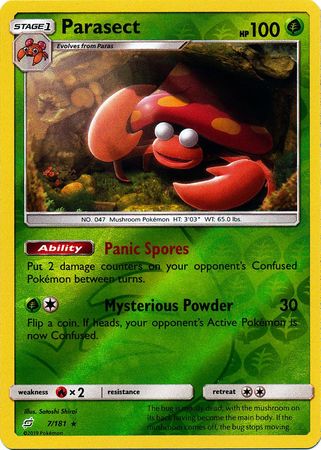 STAGE 1 Parasect HP 100
Evolves from Paras
NO. 047 Mushroom Pokémon HT: 3'03" WT: 65.0 lbs.
Ability Panic Spores
Put 2 damage counters on your opponent's Confused
Pokémon between turns.
Mysterious Powder 30
Flip a coin. If heads, your opponent's Active Pokémon is
now Confused.
weakness × 2 resistance retreat
Illus. Satoshi Shirai
7/181 ★
©2019 Pokémon
The bug is mostly dead, with the mushroom on
its back having become the main body. If the
mushroom comes off, the bug stops moving.